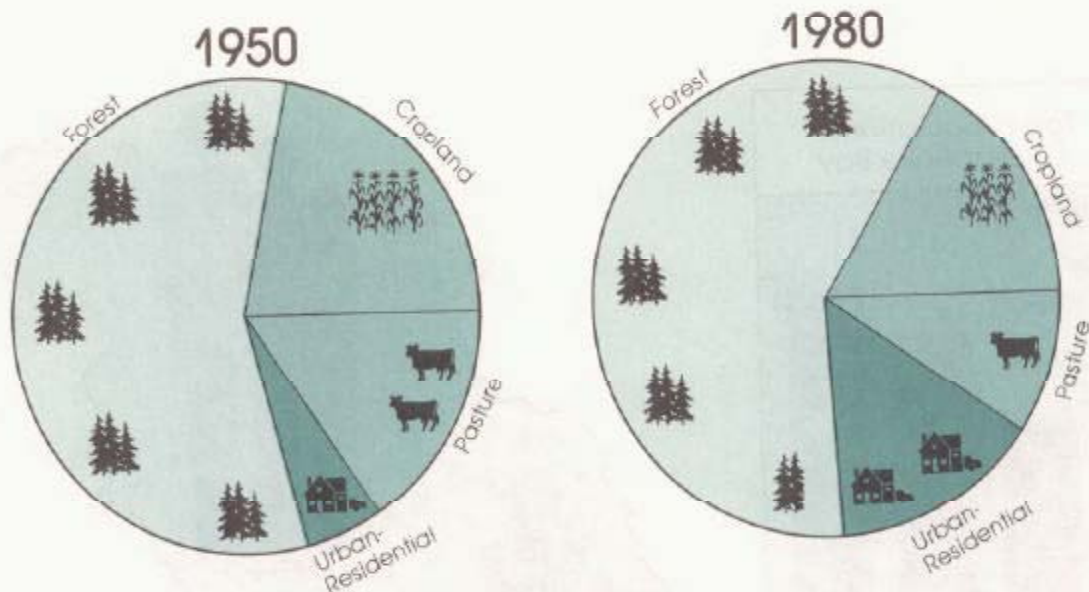 1950
Forest
Cropland
Pasture
Urban-
Residential
1980
Forest
Cropland
Pasture
Urban-
Residential